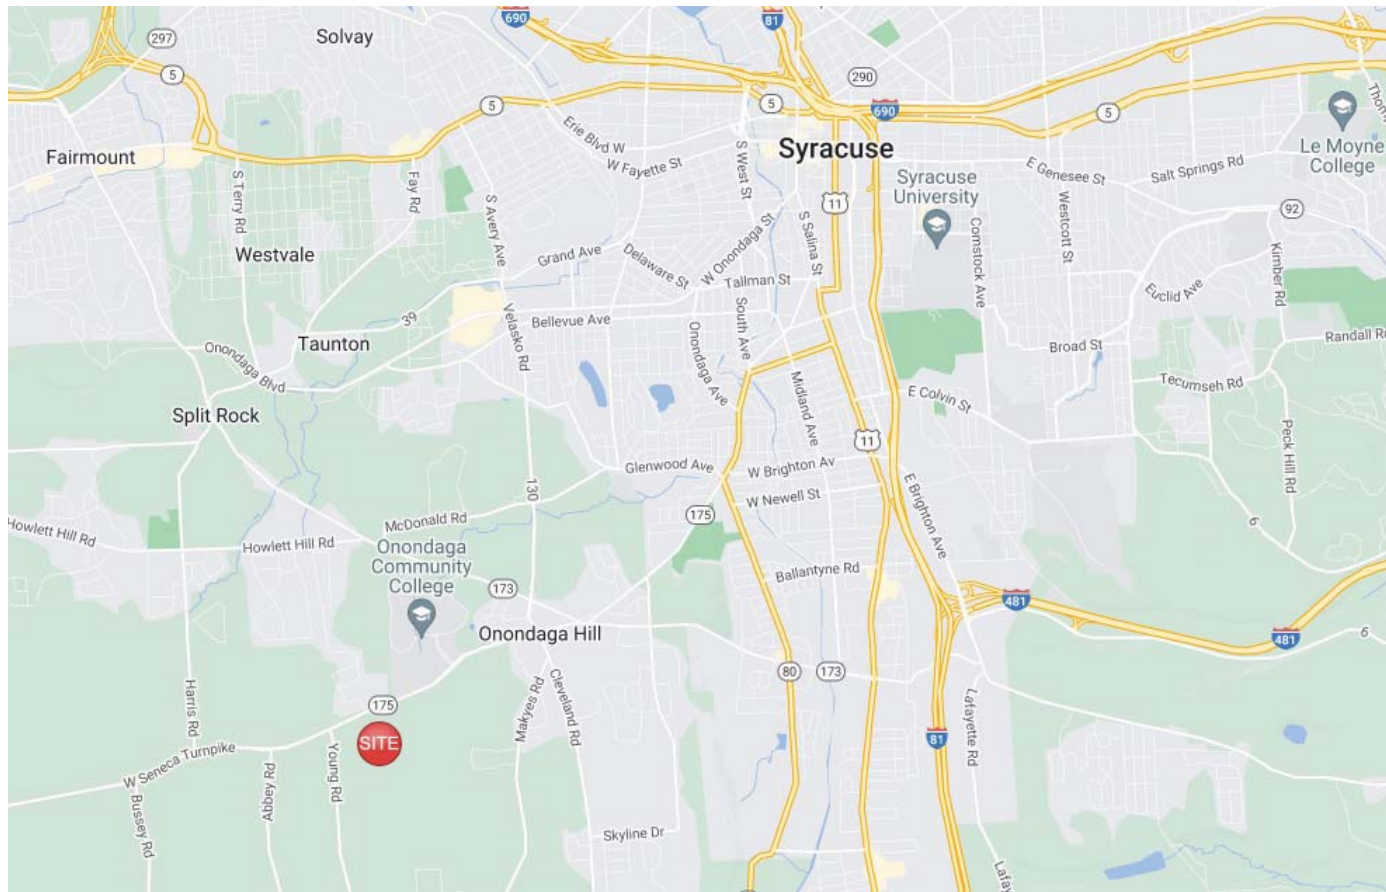 690
81
Solvay
297
5
290
5
5
690
5
Thom
Erie Blvd W
Fairmount
W Fayette St
S West St
Syracuse
Le Moyne
College
E Genesee St
Salt Springs Rd
S Terry Rd
Fay Rd
S Avery Ave
Syracuse
University
11
Westcott St
92
W Onondaga St
S Salina St
Comstock Ave
Westvale
Grand Ave
Delaware St
Tallman St
Kimber Rd
Euclid Ave
39
Velasko Rd
Bellevue Ave
South Ave
Taunton
Onondaga Blvd
Onondaga Ave
Broad St
Randall Rd
Midland Ave
Tecumseh Rd
E Colvin St
Split Rock
11
Peck Hill Rd
Glenwood Ave
W Brighton Av
130
W Newell St
E Brighton Ave
175
6
McDonald Rd
Howlett Hill Rd
Howlett Hill Rd
Onondaga
Community
College
Ballantyne Rd
173
481
Onondaga Hill
481
6
80
173
Harris Rd
Makyes Rd
Cleveland Rd
Lafayette Rd
175
SITE
81
W Seneca Turnpike
Abbey Rd
Young Rd
W Bussey Rd
Skyline Dr
Lafay